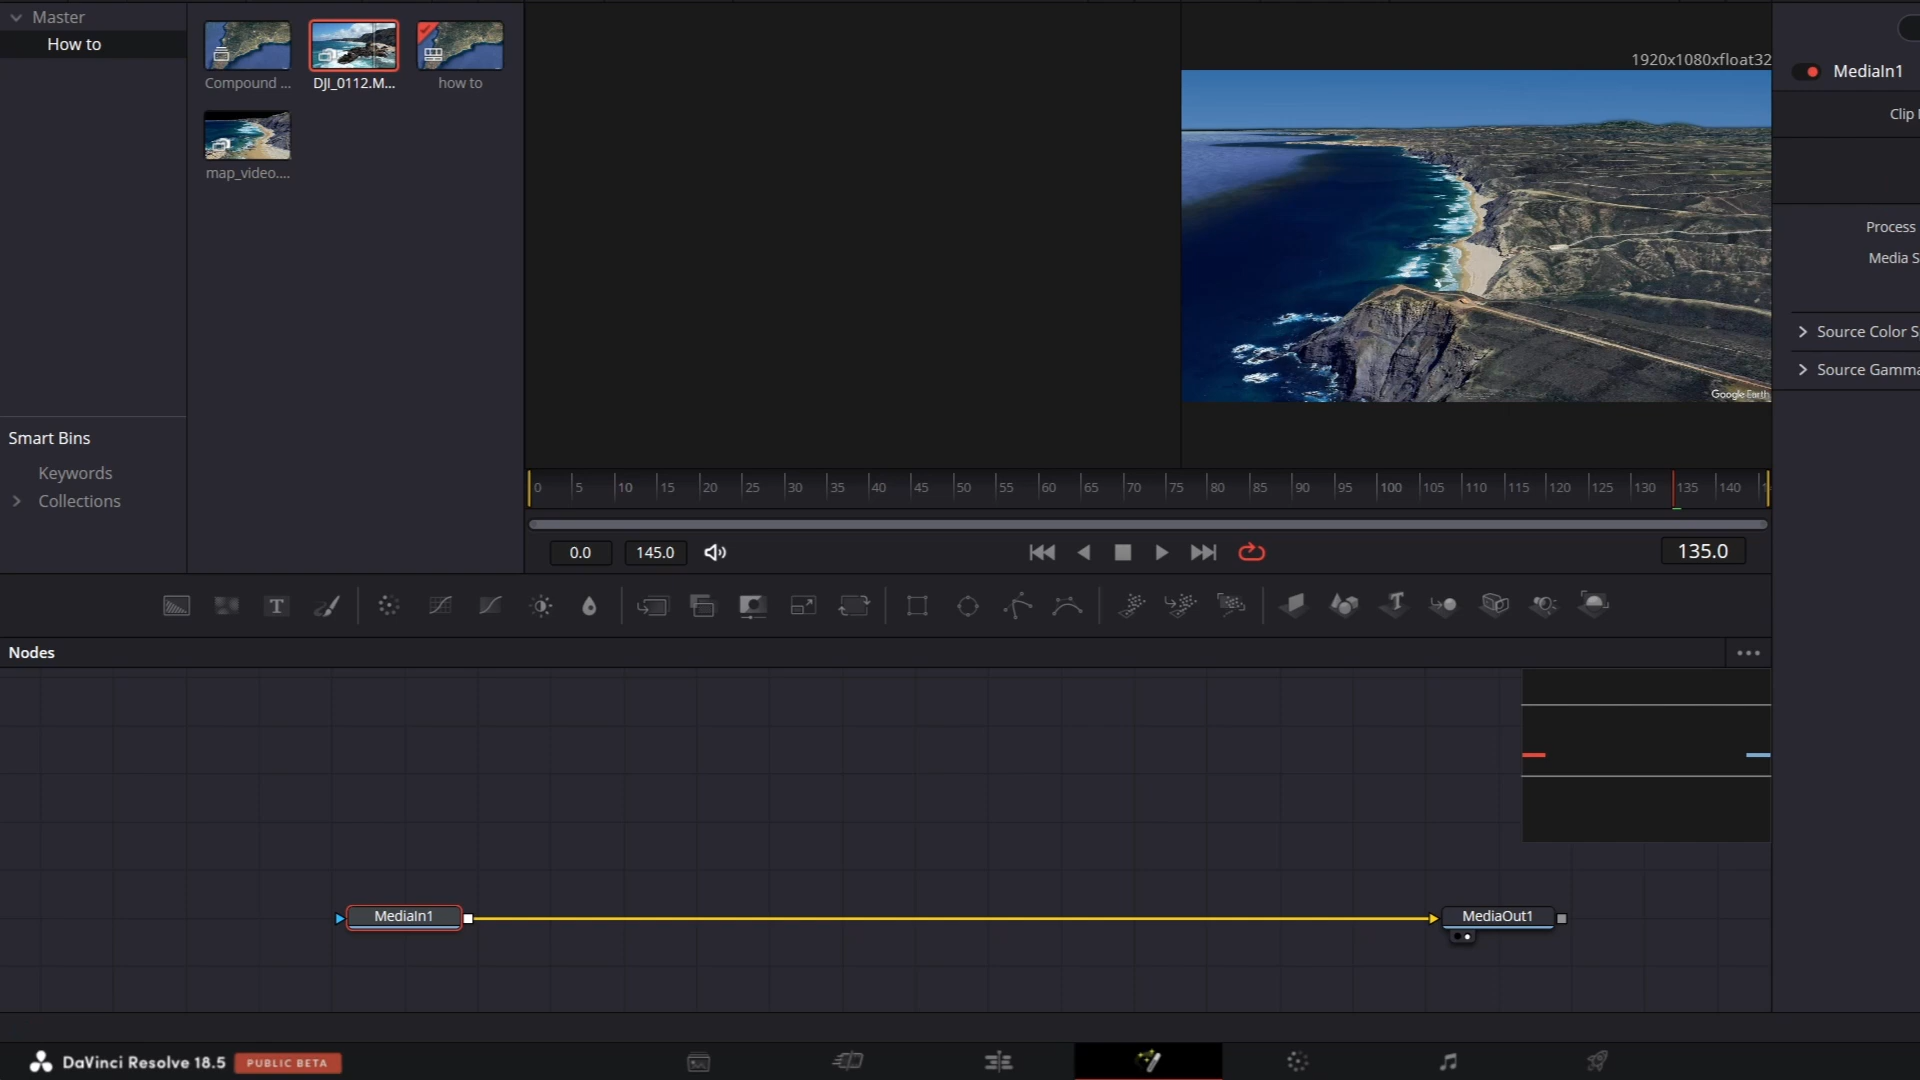 Master
How to
Compound ...
DJI_0112.M...
how to
map_video....
1920x1080xfloat32
MediaIn1
Clip
Process
Media S
Source Color S
Source Gamma
Google Earth
Smart Bins
Keywords
Collections
0 5 10 15 20 25 30 35 40 45 50 55 60 65 70 75 80 85 90 95 100 105 110 115 120 125 130 135 140
0.0
145.0
135.0
T
T
Nodes
MediaIn1
MediaOut1
DaVinci Resolve 18.5
PUBLIC BETA